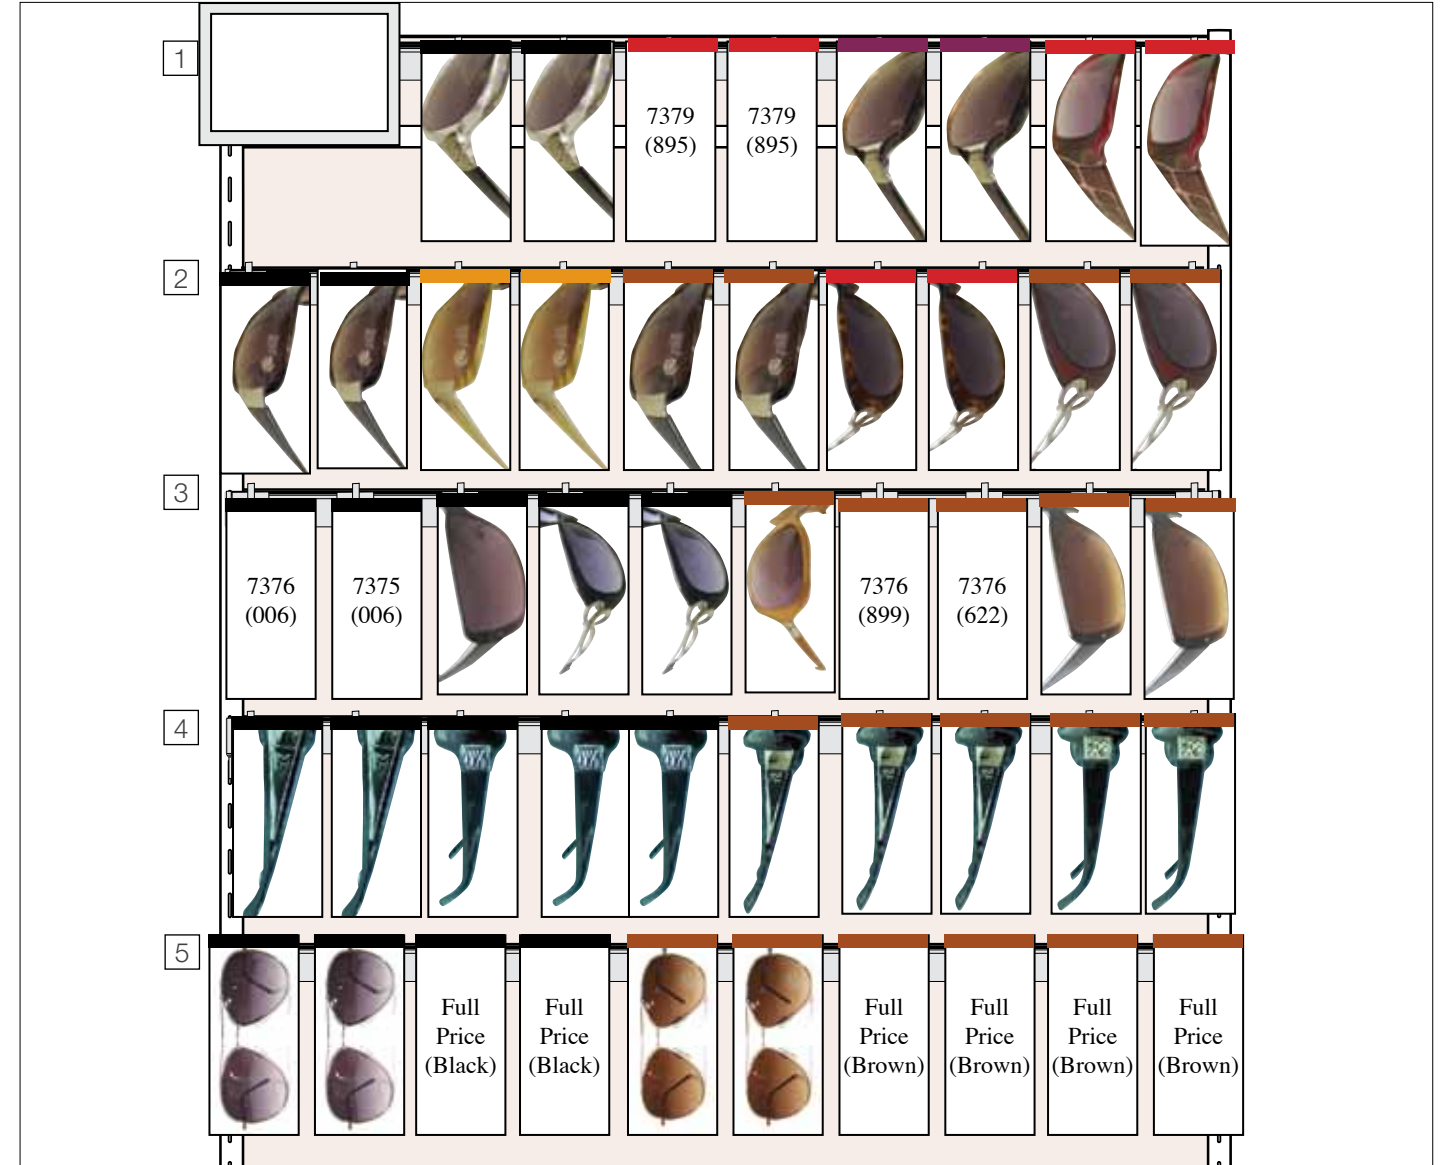 1
7379
(895)
7379
(895)
2
3
7376
(006)
7375
(006)
7376
(899)
7376
(622)
4
5
Full
Price
(Black)
Full
Price
(Black)
Full
Price
(Brown)
Full
Price
(Brown)
Full
Price
(Brown)
Full
Price
(Brown)